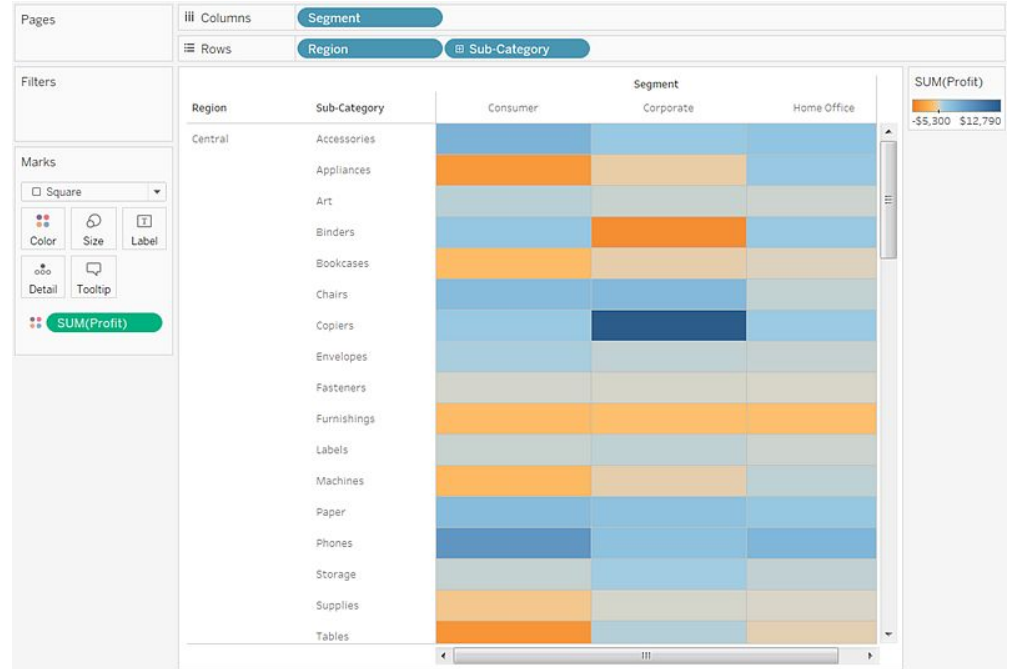 Pages
Columns
Segment
Rows
Region
Sub-Category
Filters
Marks
Square
Color
Size
Label
Detail
Tooltip
SUM(Profit)
Segment
Region
Sub-Category
Consumer
Corporate
Home Office
Central
Accessories
Appliances
Art
Binders
Bookcases
Chairs
Copiers
Envelopes
Fasteners
Furnishings
Labels
Machines
Paper
Phones
Storage
Supplies
Tables
SUM(Profit)
-$5,300 $12,790